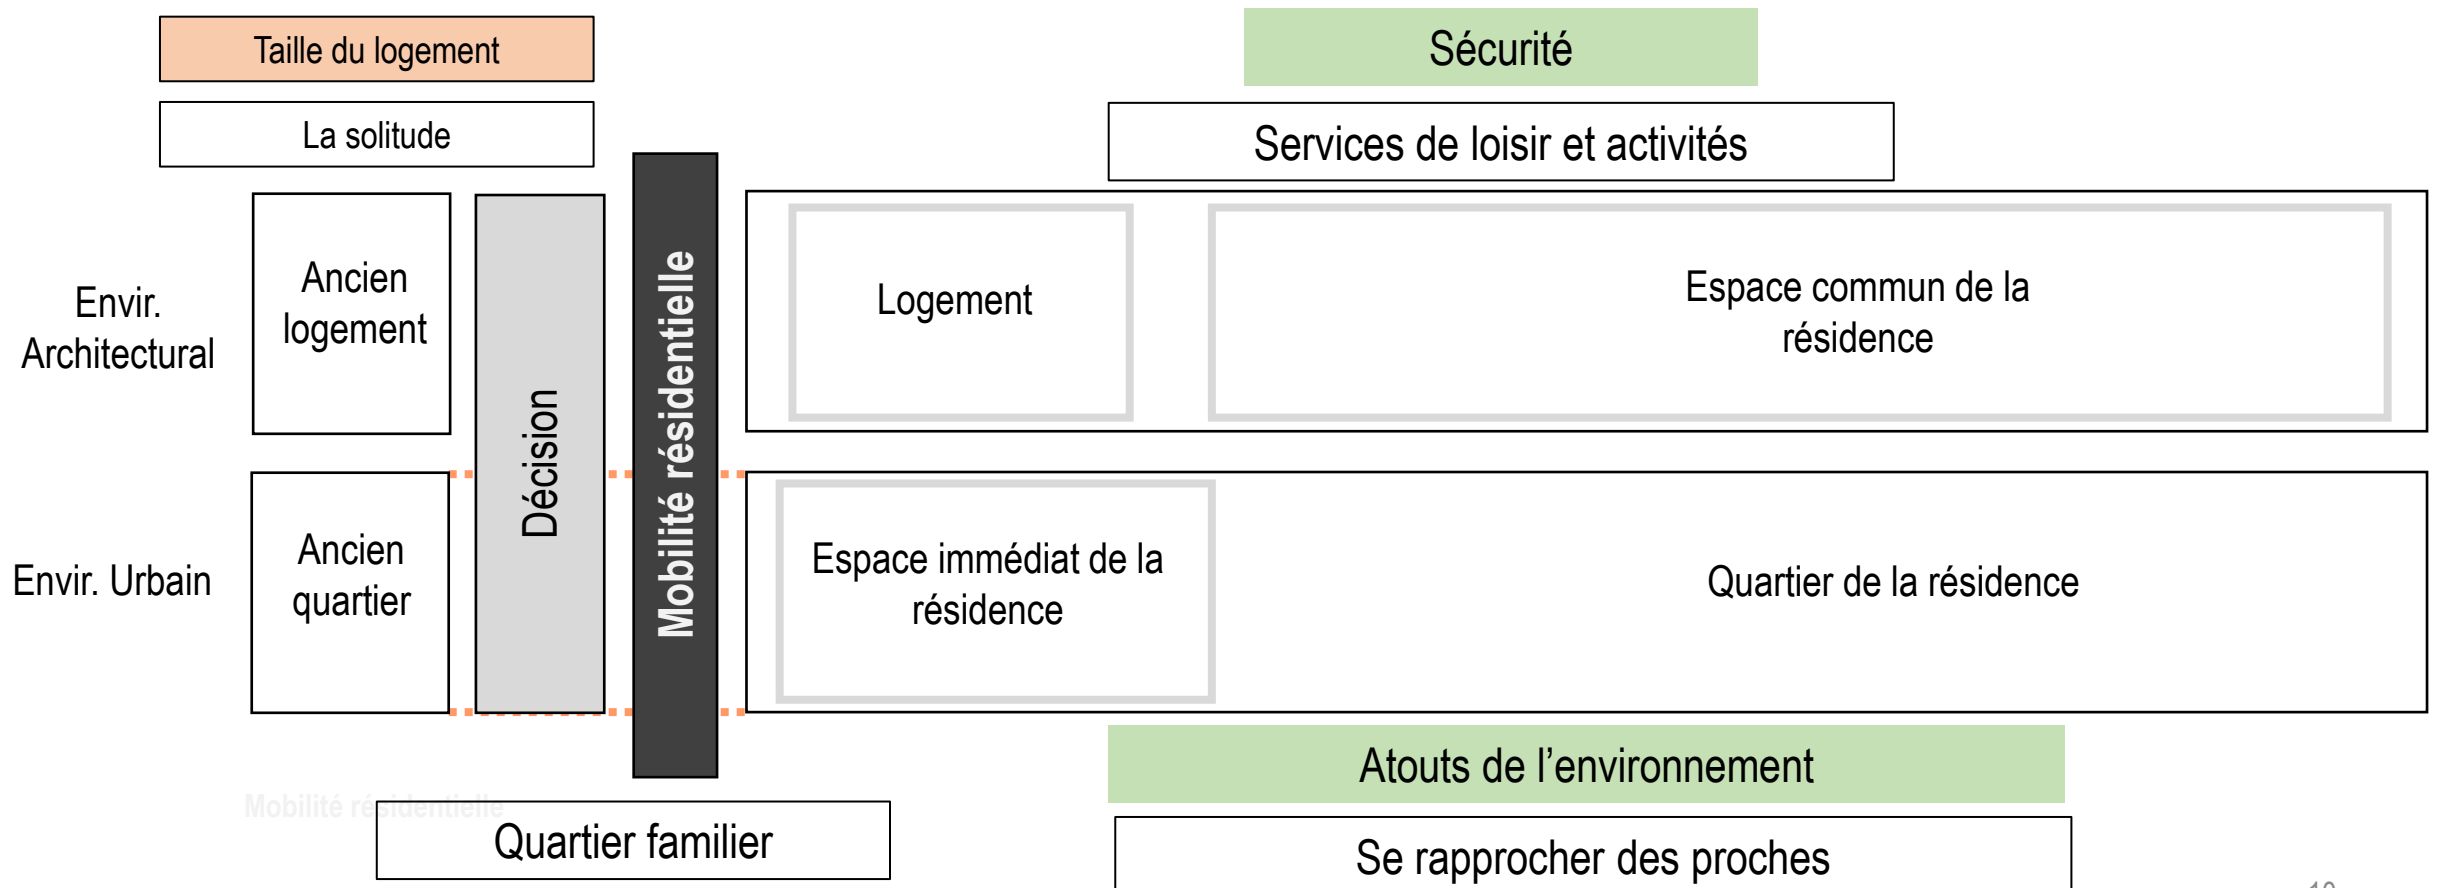 Taille du logement
La solitude
Sécurité
Services de loisir et activités
Envir.
Architectural
Ancien
logement
Décision
Mobilité résidentielle
Logement
Espace commun de la
résidence
Envir. Urbain
Ancien
quartier
Espace immédiat de la
résidence
Quartier de la résidence
Mobilité résidentielle
Quartier familier
Atouts de l’environnement
Se rapprocher des proches